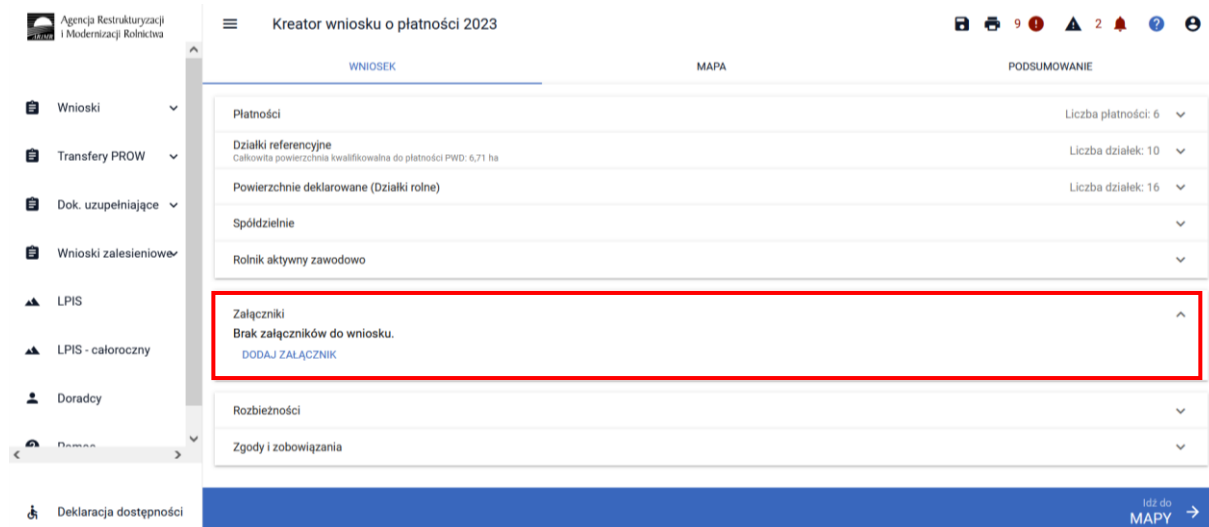 Agencja Restrukturyzacji
i Modernizacji Rolnictwa
ARiMR
Kreator wniosku o płatności 2023
9
2
WNIOSEK
MAPA
PODSUMOWANIE
Wnioski
Transfery PROW
Dok. uzupełniające
Wnioski zalesieniowe
LPIS
LPIS - całoroczny
Doradcy
Pomoc
Deklaracja dostępności
Płatności
Liczba płatności: 6
Działki referencyjne
Całkowita powierzchnia kwalifikowalna do płatności PWD: 6,71 ha
Liczba działek: 10
Powierzchnie deklarowane (Działki rolne)
Liczba działek: 16
Spółdzielnie
Rolnik aktywny zawodowo
Załączniki
Brak załączników do wniosku.
DODAJ ZAŁĄCZNIK
Rozbieżności
Zgody i zobowiązania
Idź do
MAPY